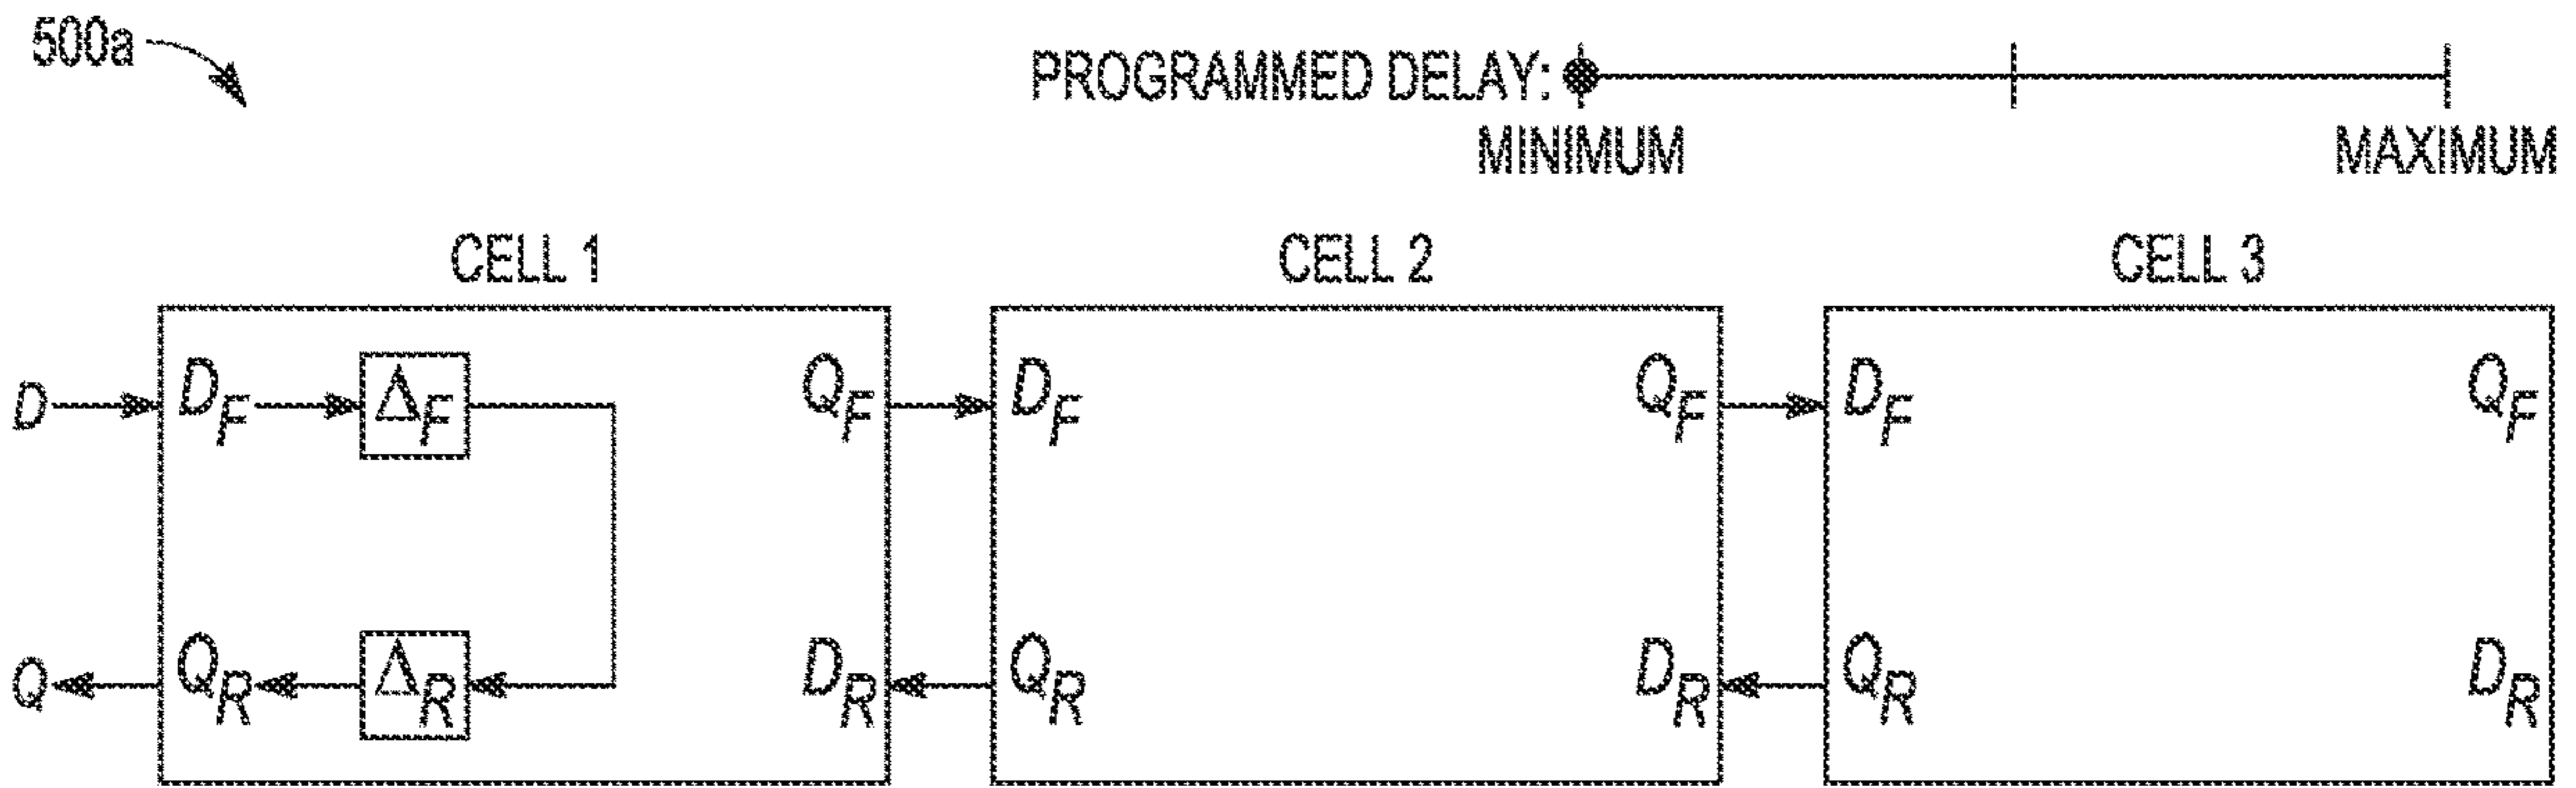 500a
PROGRAMMED DELAY:
MINIMUM MAXIMUM
CELL 1 CELL 2 CELL 3
D D_F Δ_F Q_F D_F Q_F D_F Q_F
Q Q_R Δ_R D_R Q_R D_R Q_R D_R